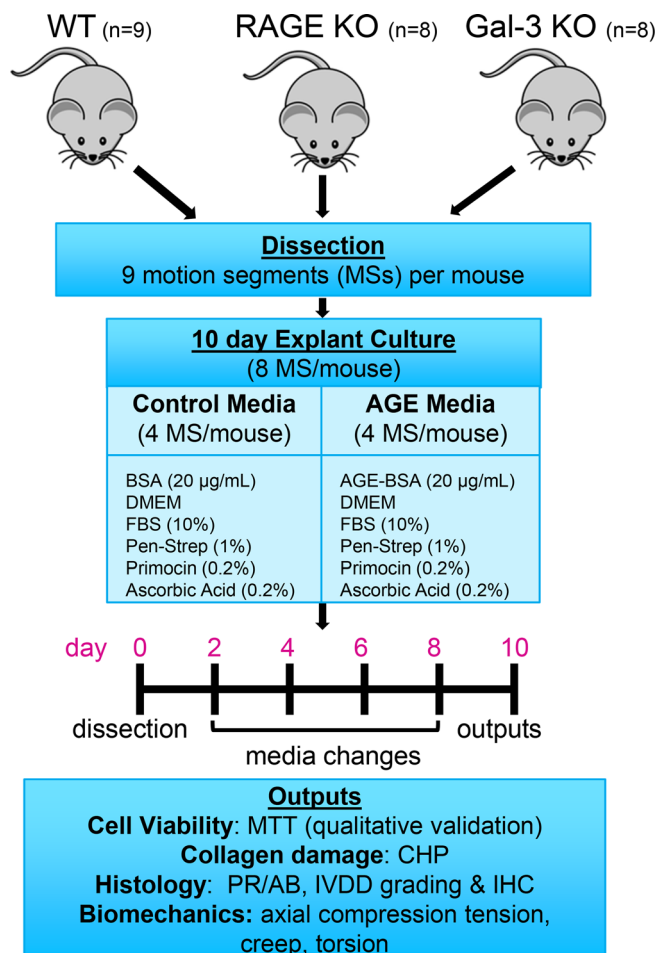 WT (n=9)
RAGE KO (n=8)
Gal-3 KO (n=8)
Dissection
9 motion segments (MSs) per mouse
10 day Explant Culture
(8 MS/mouse)
Control Media
(4 MS/mouse)
BSA (20 µg/mL)
DMEM
FBS (10%)
Pen-Strep (1%)
Primocin (0.2%)
Ascorbic Acid (0.2%)
AGE Media
(4 MS/mouse)
AGE-BSA (20 µg/mL)
DMEM
FBS (10%)
Pen-Strep (1%)
Primocin (0.2%)
Ascorbic Acid (0.2%)
day 0 2 4 6 8 10
dissection
outputs
media changes
Outputs
Cell Viability: MTT (qualitative validation)
Collagen damage: CHP
Histology: PR/AB, IVDD grading & IHC
Biomechanics: axial compression tension,
creep, torsion